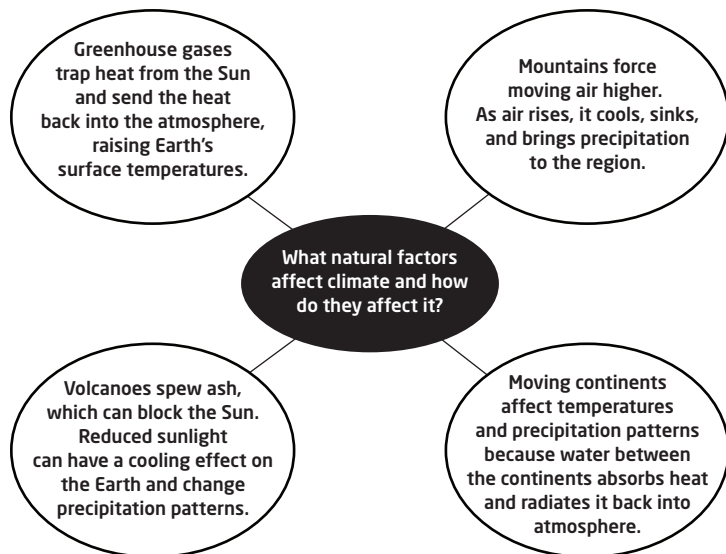 Greenhouse gases
trap heat from the Sun
and send the heat
back into the atmosphere,
raising Earth's
surface temperatures.
Mountains force
moving air higher.
As air rises, it cools, sinks,
and brings precipitation
to the region.
What natural factors
affect climate and how
do they affect it?
Volcanoes spew ash,
which can block the Sun.
Reduced sunlight
can have a cooling effect on
the Earth and change
precipitation patterns.
Moving continents
affect temperatures
and precipitation patterns
because water between
the continents absorbs heat
and radiates it back into
atmosphere.